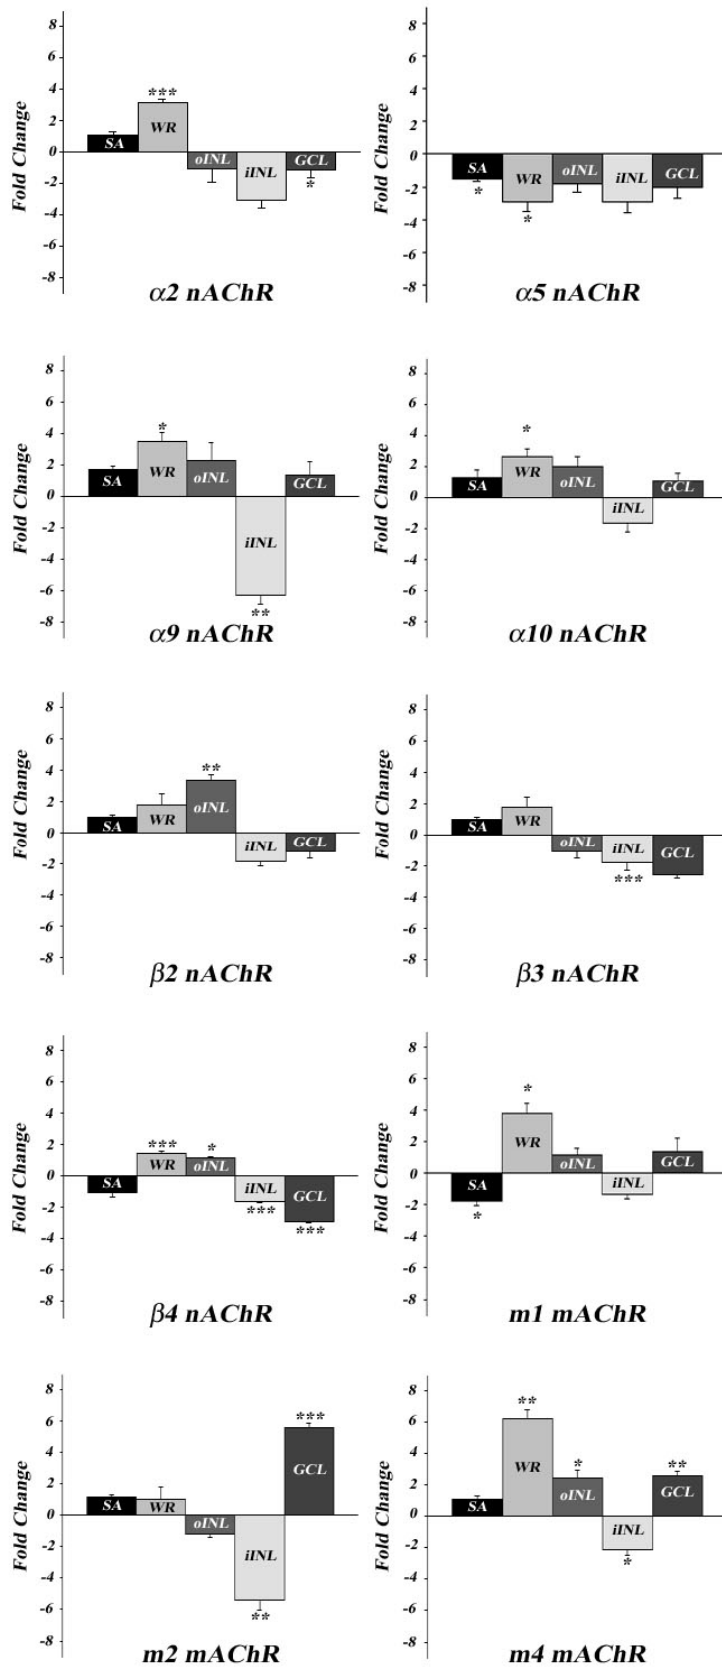 Fold Change
8
6
4
2
0
-2
-4
-6
-8
***
SA
WR
oINL
iINL
GCL
*
α2 nAChR
Fold Change
8
6
4
2
0
-2
-4
-6
-8
SA
WR
oINL
iINL
GCL
*
*
α5 nAChR
Fold Change
8
6
4
2
0
-2
-4
-6
-8
*
SA
WR
oINL
iINL
GCL
**
α9 nAChR
Fold Change
8
6
4
2
0
-2
-4
-6
-8
*
SA
WR
oINL
iINL
GCL
α10 nAChR
Fold Change
8
6
4
2
0
-2
-4
-6
-8
**
SA
WR
oINL
iINL
GCL
β2 nAChR
Fold Change
8
6
4
2
0
-2
-4
-6
-8
SA
WR
oINL
iINL
GCL
***
β3 nAChR
Fold Change
8
6
4
2
0
-2
-4
-6
-8
***
*
SA
WR
oINL
iINL
GCL
***
***
β4 nAChR
Fold Change
8
6
4
2
0
-2
-4
-6
-8
*
SA
WR
oINL
iINL
GCL
*
m1 mAChR
Fold Change
8
6
4
2
0
-2
-4
-6
-8
***
SA
WR
oINL
iINL
GCL
**
m2 mAChR
Fold Change
8
6
4
2
0
-2
-4
-6
-8
**
*
**
SA
WR
oINL
iINL
GCL
*
m4 mAChR